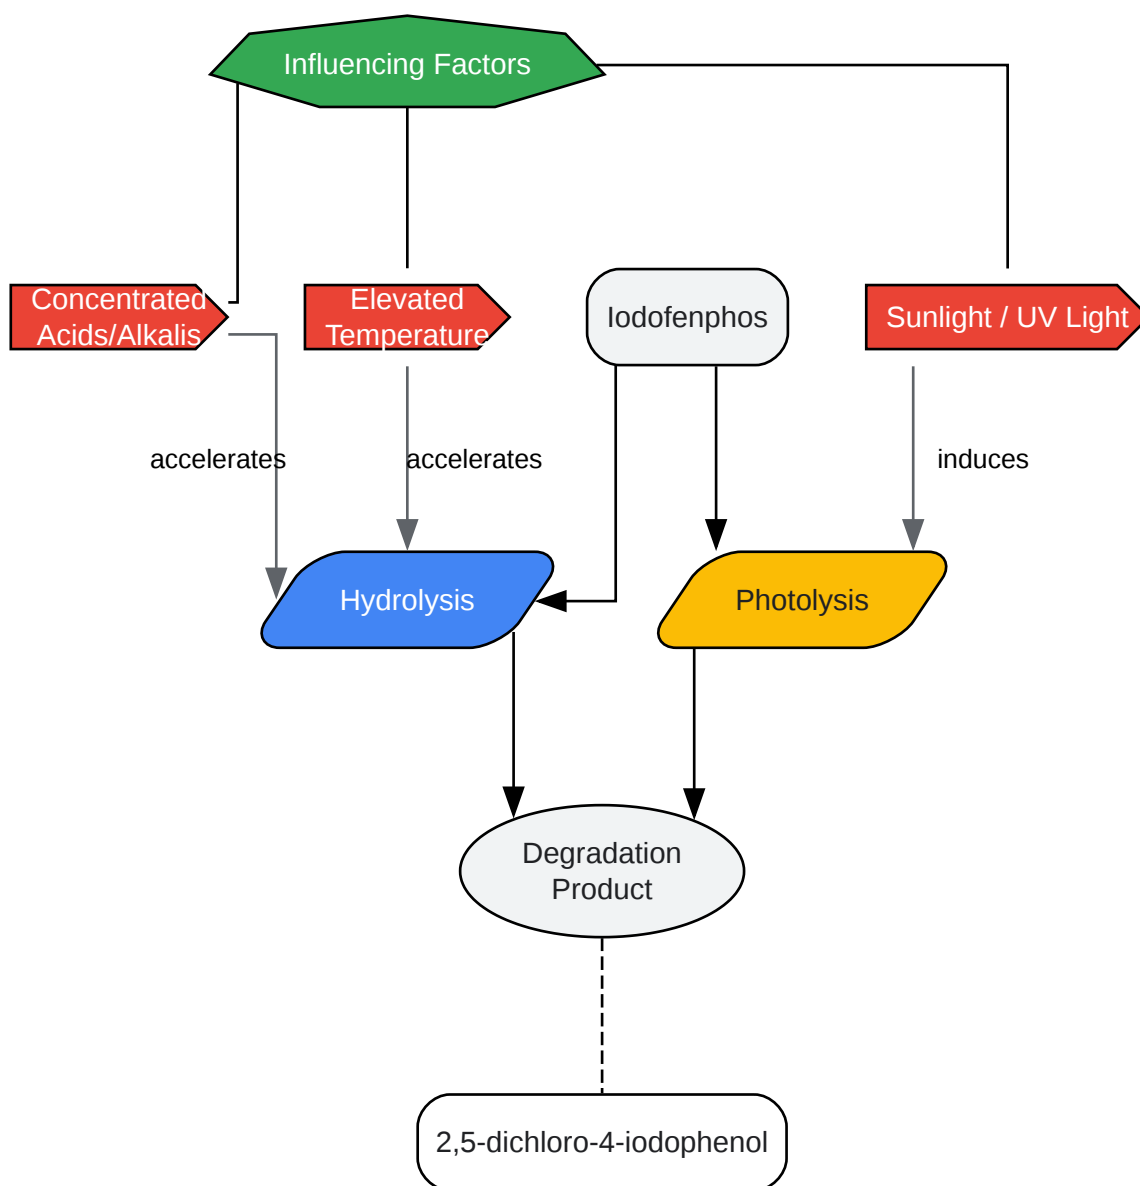 Influencing Factors
Concentrated
Acids/Alkalis
Elevated
Temperature
Iodofenphos
Sunlight / UV Light
accelerates
accelerates
induces
Hydrolysis
Photolysis
Degradation
Product
2,5-dichloro-4-iodophenol